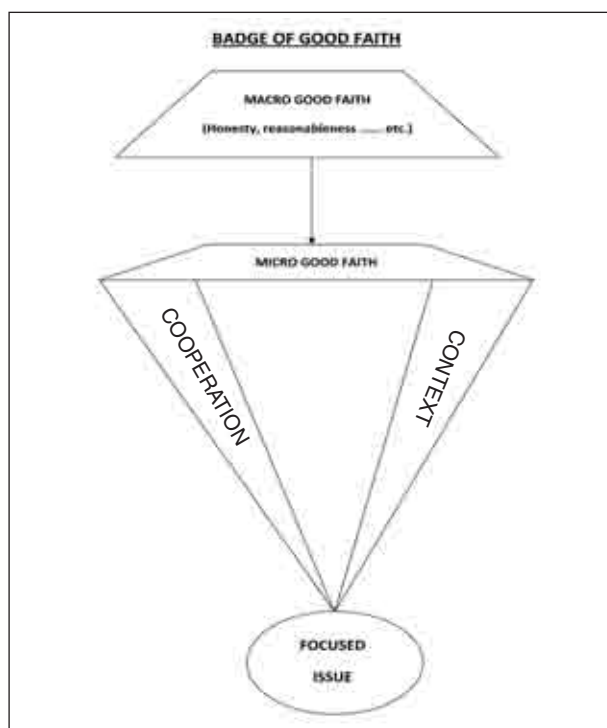 BADGE OF GOOD FAITH
MACRO GOOD FAITH
(Honesty, reasonableness ..... etc.)
MICRO GOOD FAITH
COOPERATION
CONTEXT
FOCUSED
ISSUE